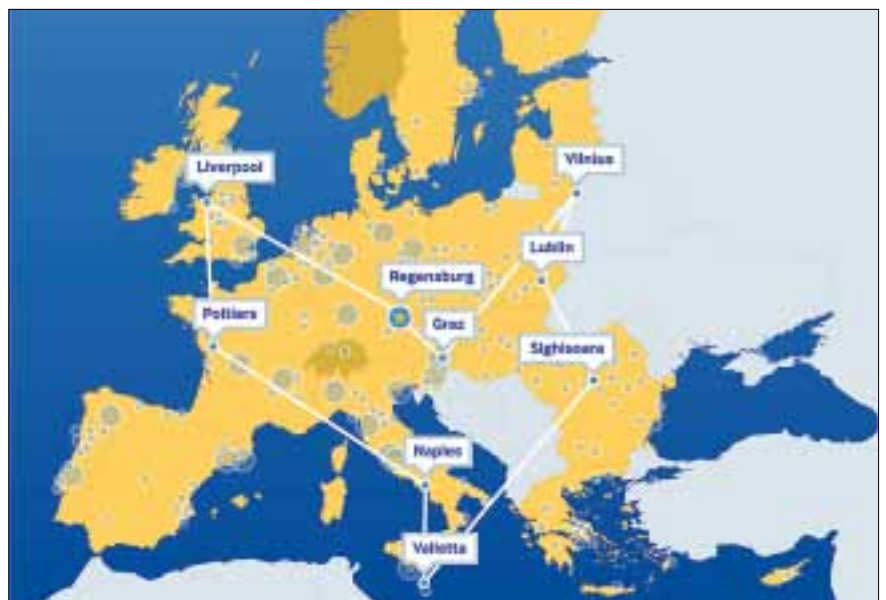 Vilnius
Liverpool
Lublin
Regensburg
Poitiers
Graz
Sighisoara
Naples
Valletta